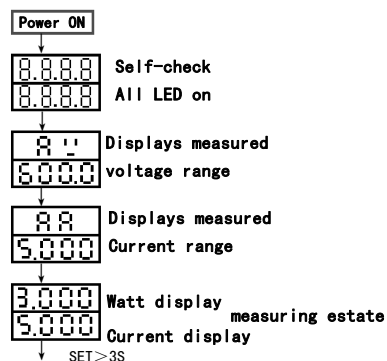 Power ON
8.8.8.8 Self-check
8.8.8.8 All LED on
Displays measured
600.0 voltage range
A A Displays measured
5.000 Current range
3.000 Watt display
measuring estate
5.000 Current display
SET>3S